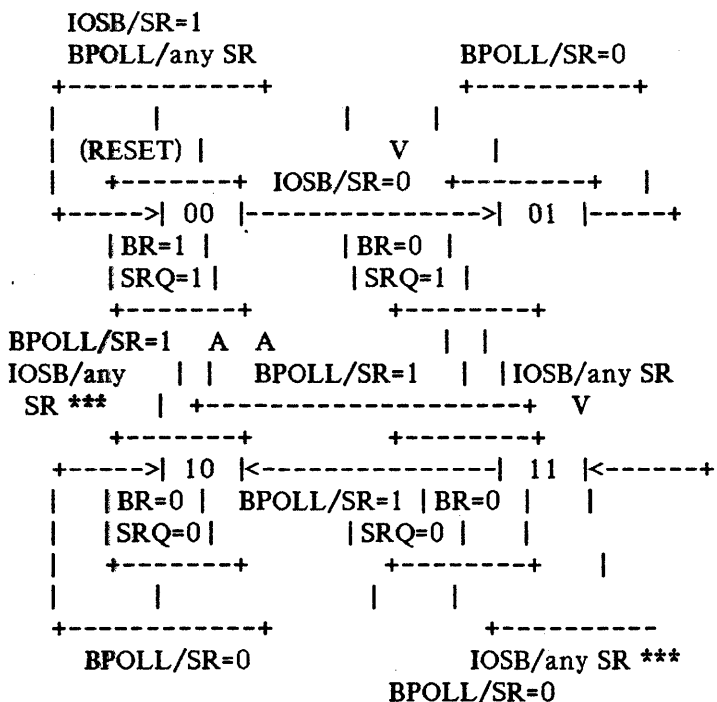 IOSB/SR=1
BPOLL/any SR                    BPOLL/SR=0
+------------+                  +----------+
|      |              |      |
| (RESET) |              V      |
|    +-------+  IOSB/SR=0  +--------+   |
+----->| 00 |---------------->| 01 |-----+
| BR=1 |            | BR=0 |
| SRQ=1 |            | SRQ=1 |
+-------+            +--------+
BPOLL/SR=1   A  A            |  |
IOSB/any    | |   BPOLL/SR=1   | | IOSB/any SR
SR ***    | +-------------------+   V
+-------+            +--------+
+----->| 10 |<----------------| 11 |<------+
|    | BR=0 |   BPOLL/SR=1 | BR=0 |    |
|    | SRQ=0 |            | SRQ=0 |    |
|    +-------+            +--------+    |
|      |              |    |
+------------+                  +-----------
BPOLL/SR=0                  IOSB/any SR ***
BPOLL/SR=0